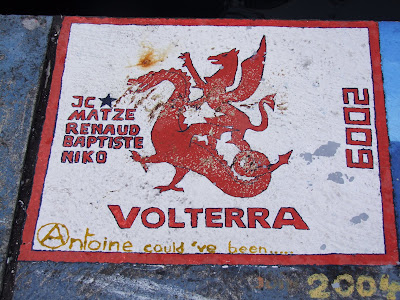 JC
MATZE
RENAUD
BAPTISTE
NIKO
2009
VOLTERRA
Antoine could've been.....
2004